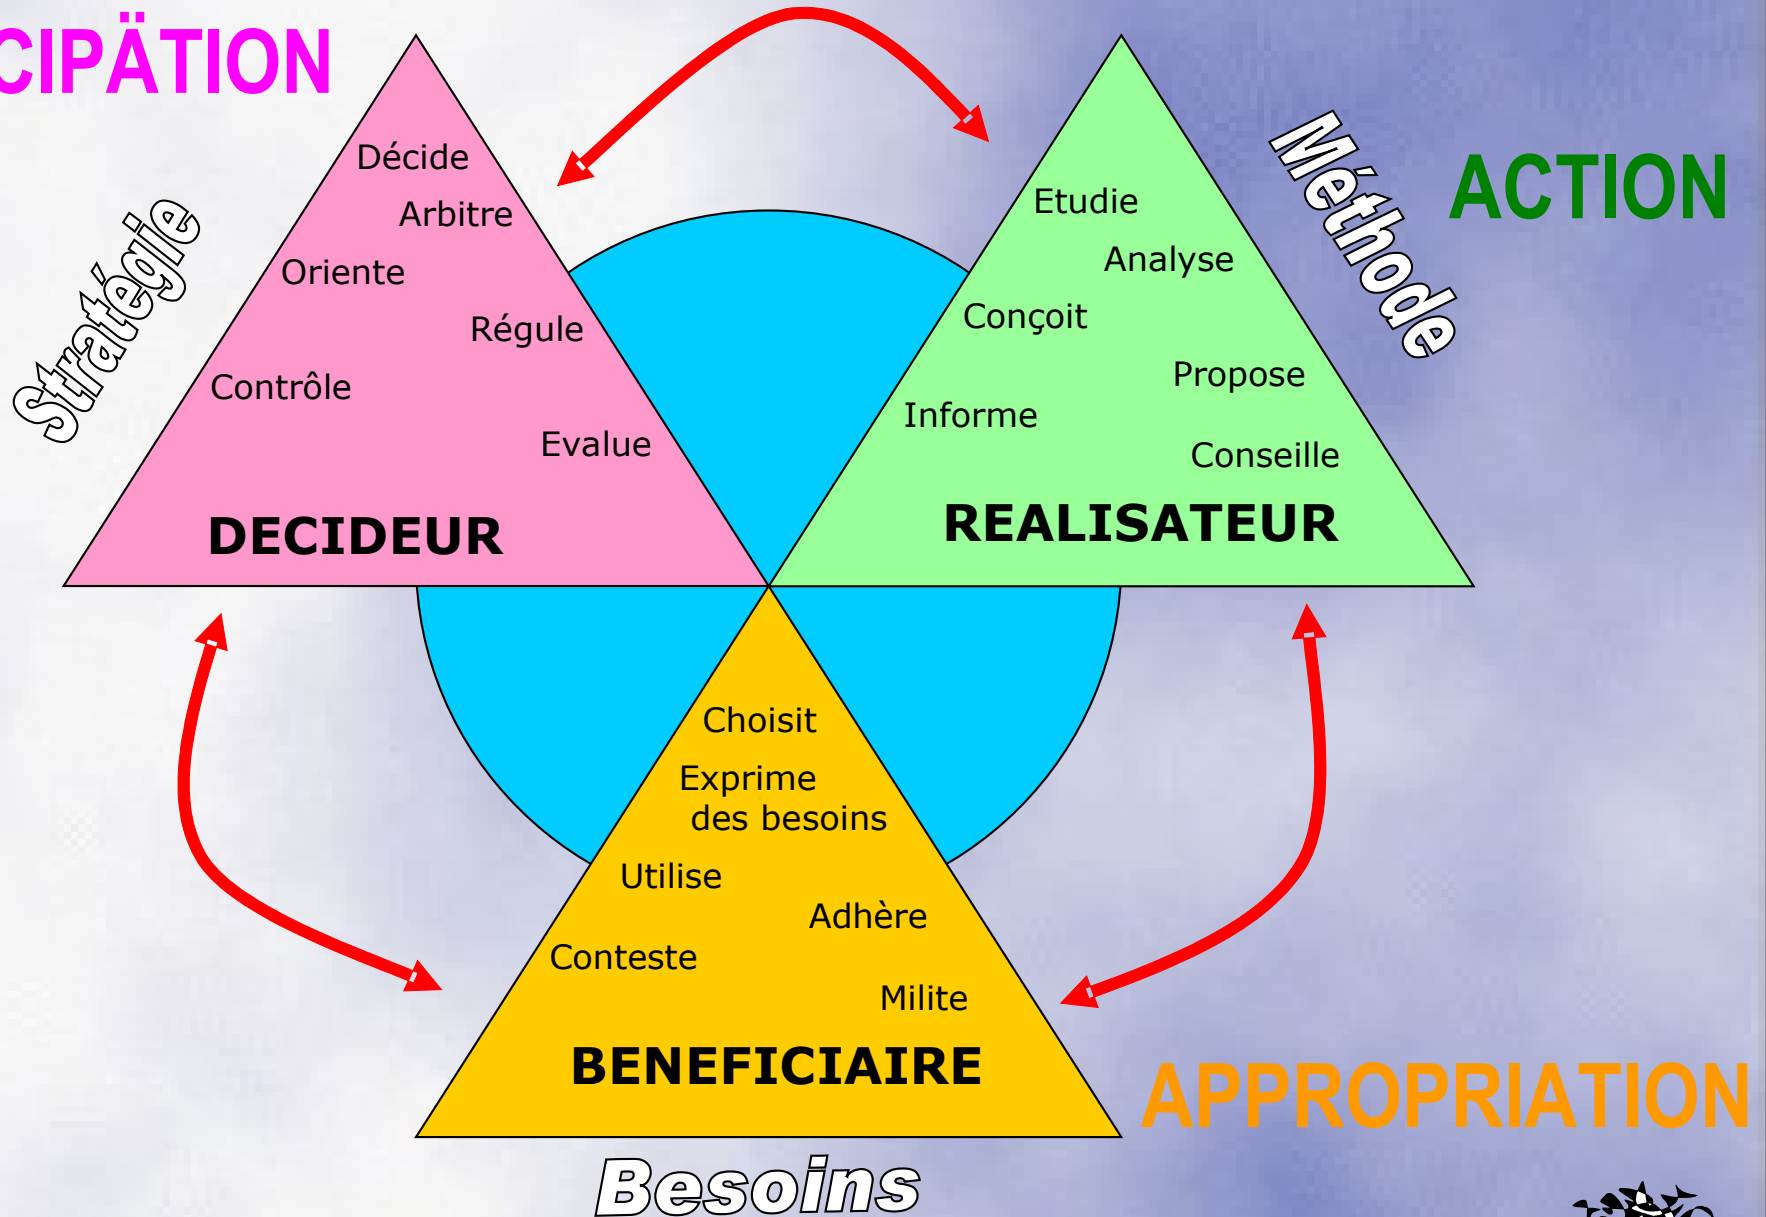 CIPÄTION
Stratégie
Décide
Arbitre
Oriente
Régule
Contrôle
Evalue
DECIDEUR
Méthode
ACTION
Etudie
Analyse
Conçoit
Propose
Informe
Conseille
REALISATEUR
Choisit
Exprime
des besoins
Utilise
Adhère
Conteste
Milite
BENEFICIAIRE
APPROPRIATION
Besoins